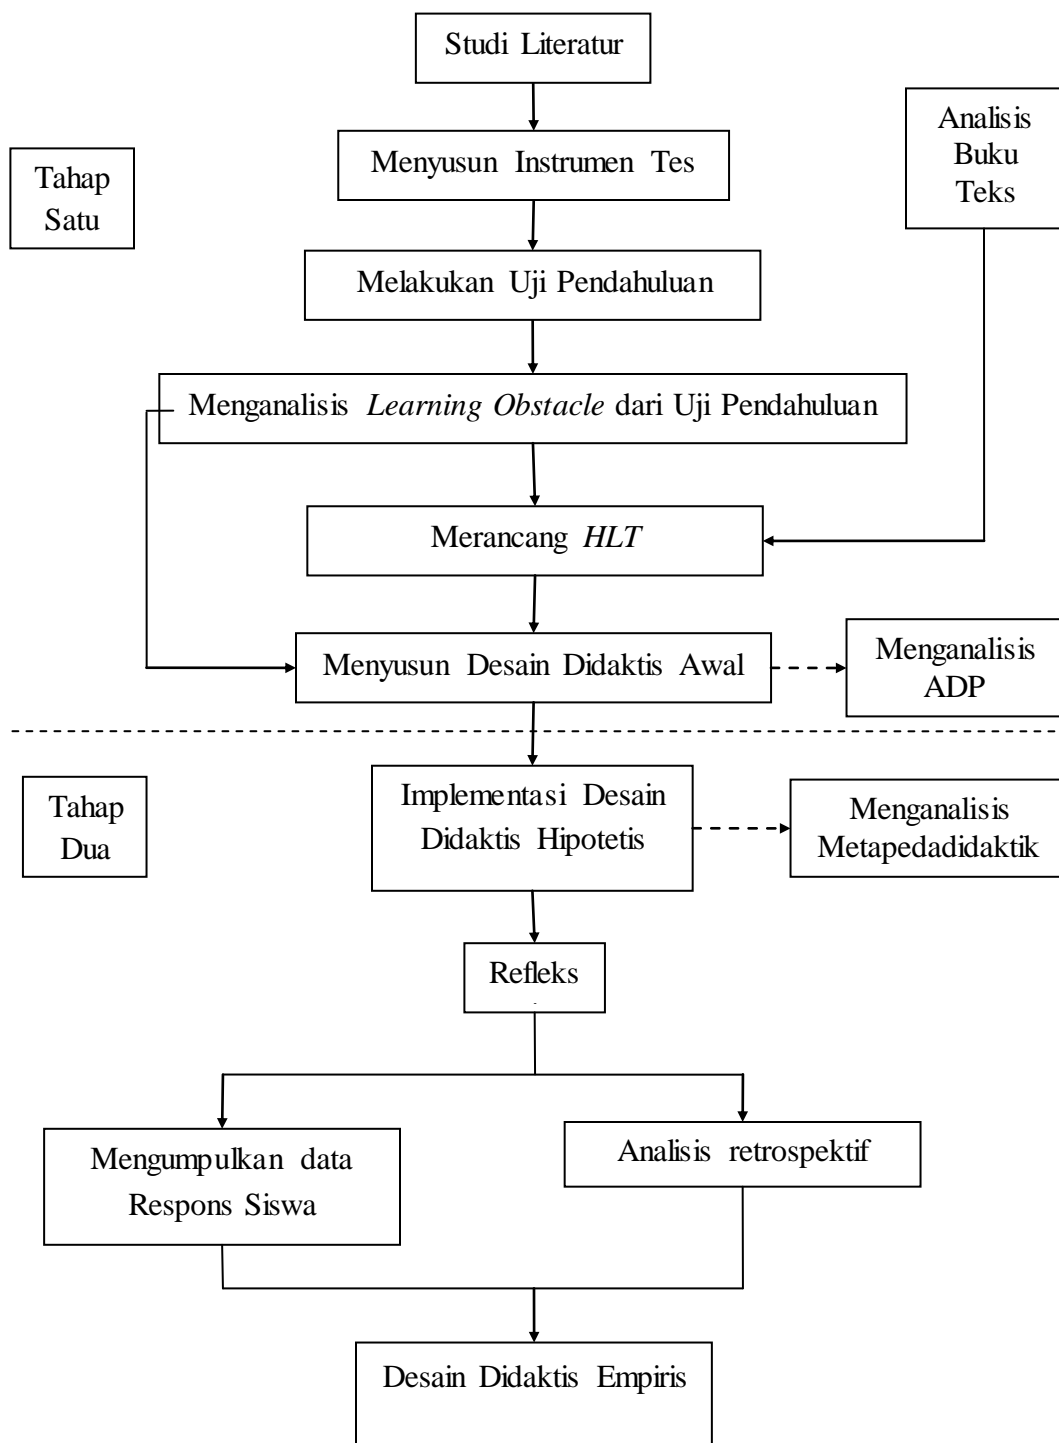 Studi Literatur
Analisis
Buku
Teks
Menyusun Instrumen Tes
Tahap
Satu
Melakukan Uji Pendahuluan
Menganalisis Learning Obstacle dari Uji Pendahuluan
Merancang HLT
Menyusun Desain Didaktis Awal
Menganalisis
ADP
Tahap
Dua
Implementasi Desain
Didaktis Hipotetis
Menganalisis
Metapedadidaktik
Refleks
Mengumpulkan data
Respons Siswa
Analisis retrospektif
Desain Didaktis Empiris